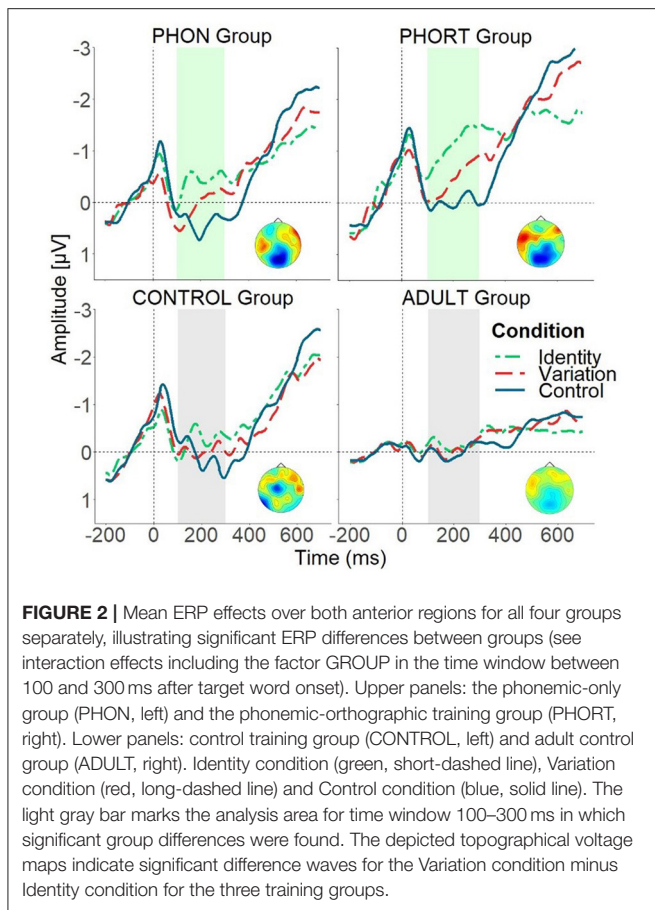 PHON Group
PHORT Group
-3
-2
-1
0
1
CONTROL Group
ADULT Group
-3
-2
-1
0
1
Amplitude [µV]
Condition
Identity
Variation
Control
-200 0 200 400 600
-200 0 200 400 600
Time (ms)
FIGURE 2 | Mean ERP effects over both anterior regions for all four groups
separately, illustrating significant ERP differences between groups (see
interaction effects including the factor GROUP in the time window between
100 and 300 ms after target word onset). Upper panels: the phonemic-only
group (PHON, left) and the phonemic-orthographic training group (PHORT,
right). Lower panels: control training group (CONTROL, left) and adult control
group (ADULT, right). Identity condition (green, short-dashed line), Variation
condition (red, long-dashed line) and Control condition (blue, solid line). The
light gray bar marks the analysis area for time window 100–300 ms in which
significant group differences were found. The depicted topographical voltage
maps indicate significant difference waves for the Variation condition minus
Identity condition for the three training groups.